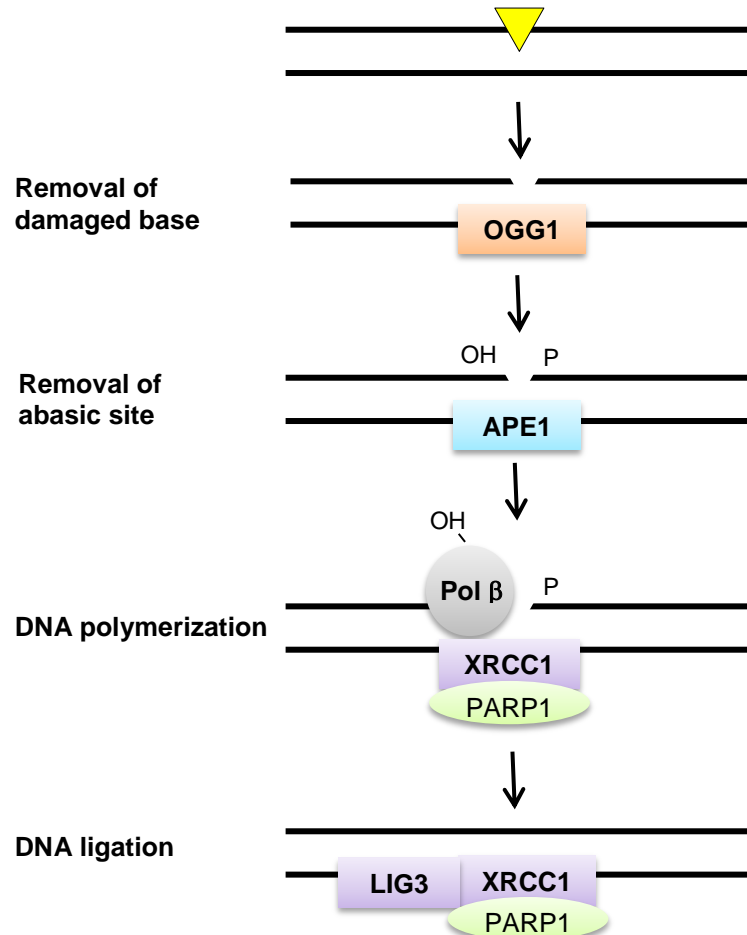 Removal of
damaged base
OGG1
OH P
Removal of
abasic site
APE1
OH
Pol β
P
DNA polymerization
XRCC1
PARP1
DNA ligation
LIG3 XRCC1
PARP1